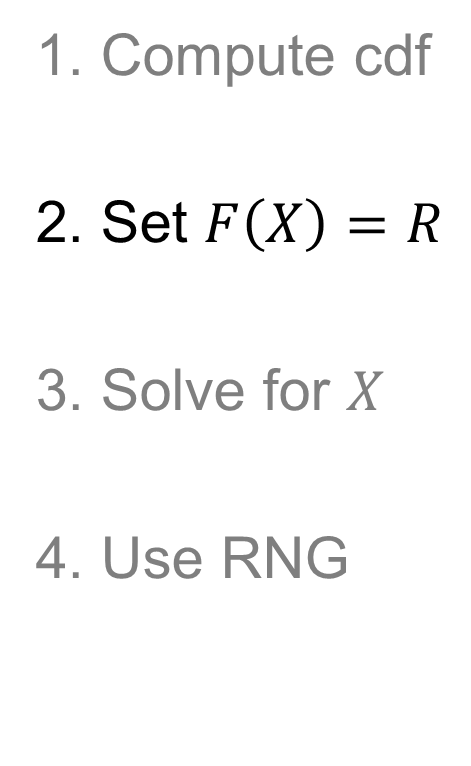 1. Compute cdf
2. Set F(X) = R
3. Solve for X
4. Use RNG